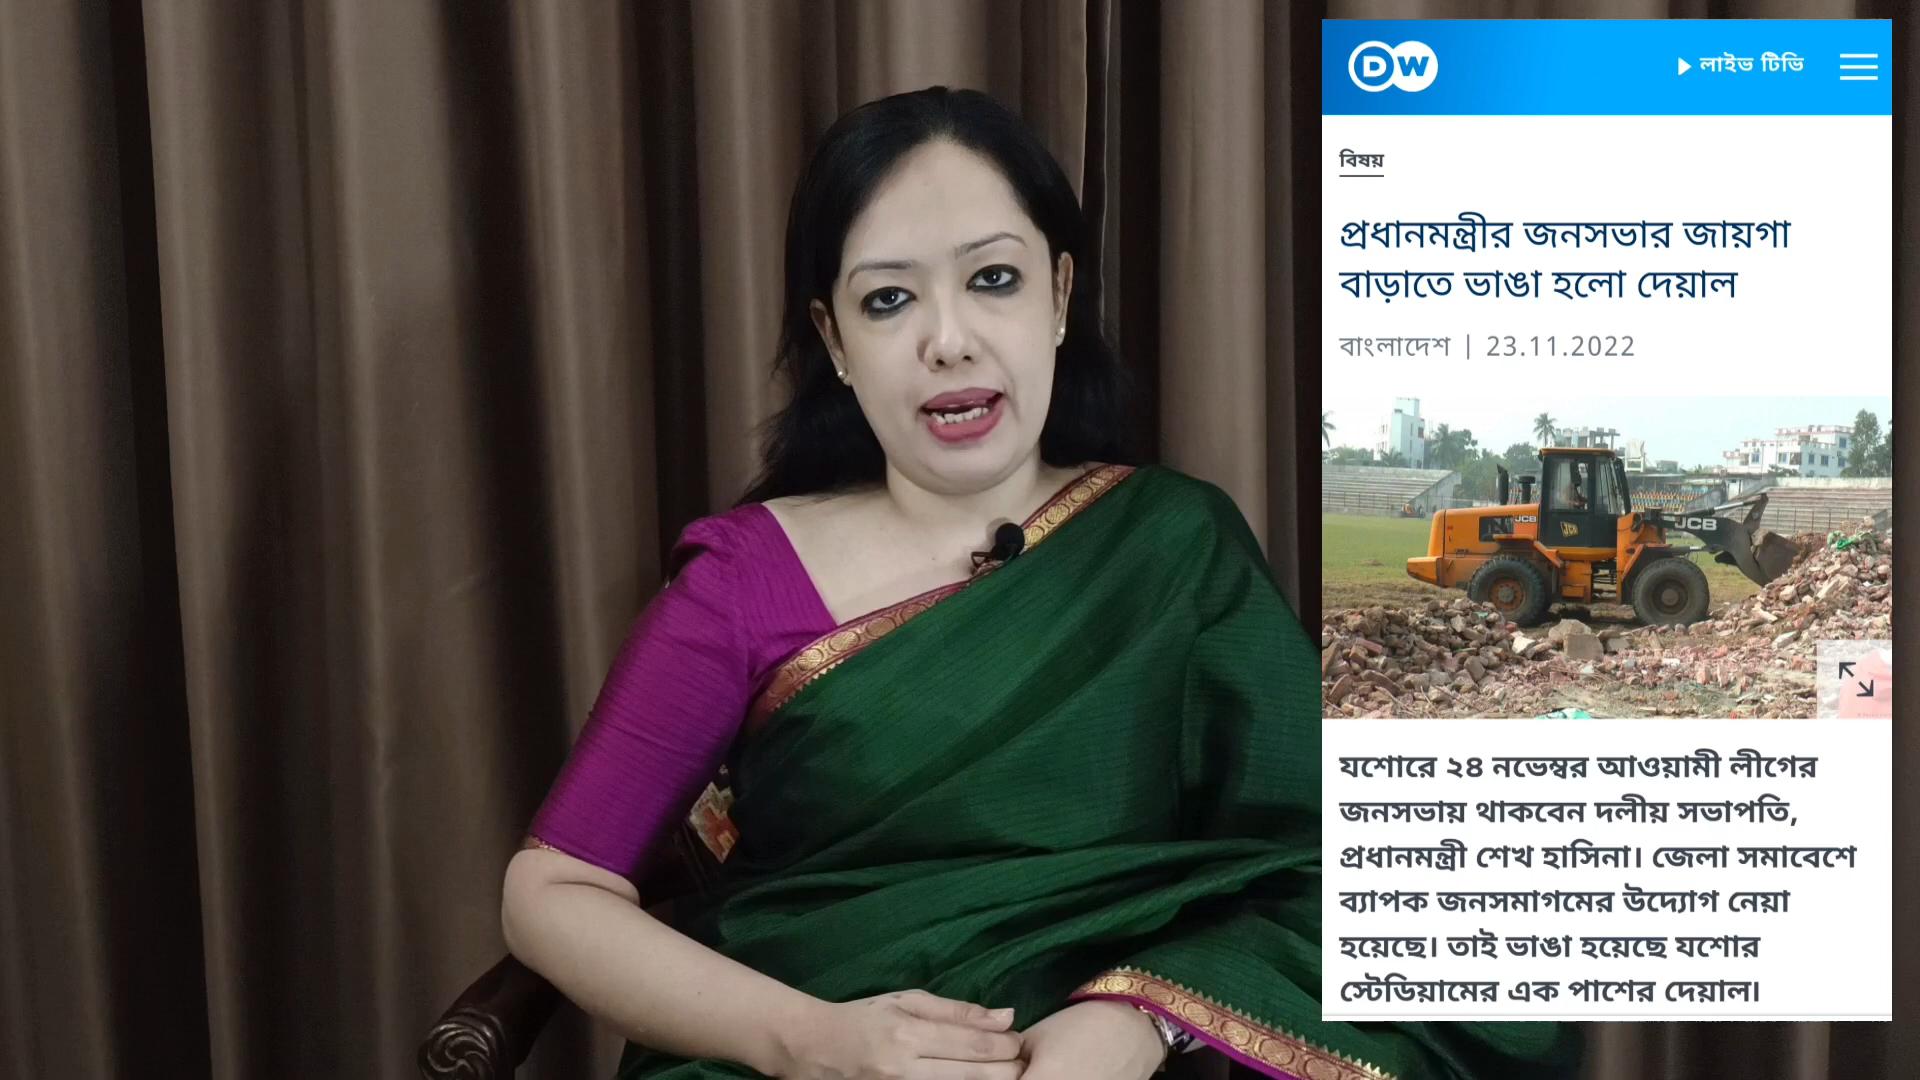 DW
লাইভ টিভি
বিষয়
প্রধানমন্ত্রীর জনসভার জায়গা
বাড়াতে ভাঙা হলো দেয়াল
বাংলাদেশ | 23.11.2022
JCB
JCB
JCB
যশোরে ২৪ নভেম্বর আওয়ামী লীগের
জনসভায় থাকবেন দলীয় সভাপতি,
প্রধানমন্ত্রী শেখ হাসিনা। জেলা সমাবেশে
ব্যাপক জনসমাগমের উদ্যোগ নেয়া
হয়েছে। তাই ভাঙা হয়েছে যশোর
স্টেডিয়ামের এক পাশের দেয়াল।